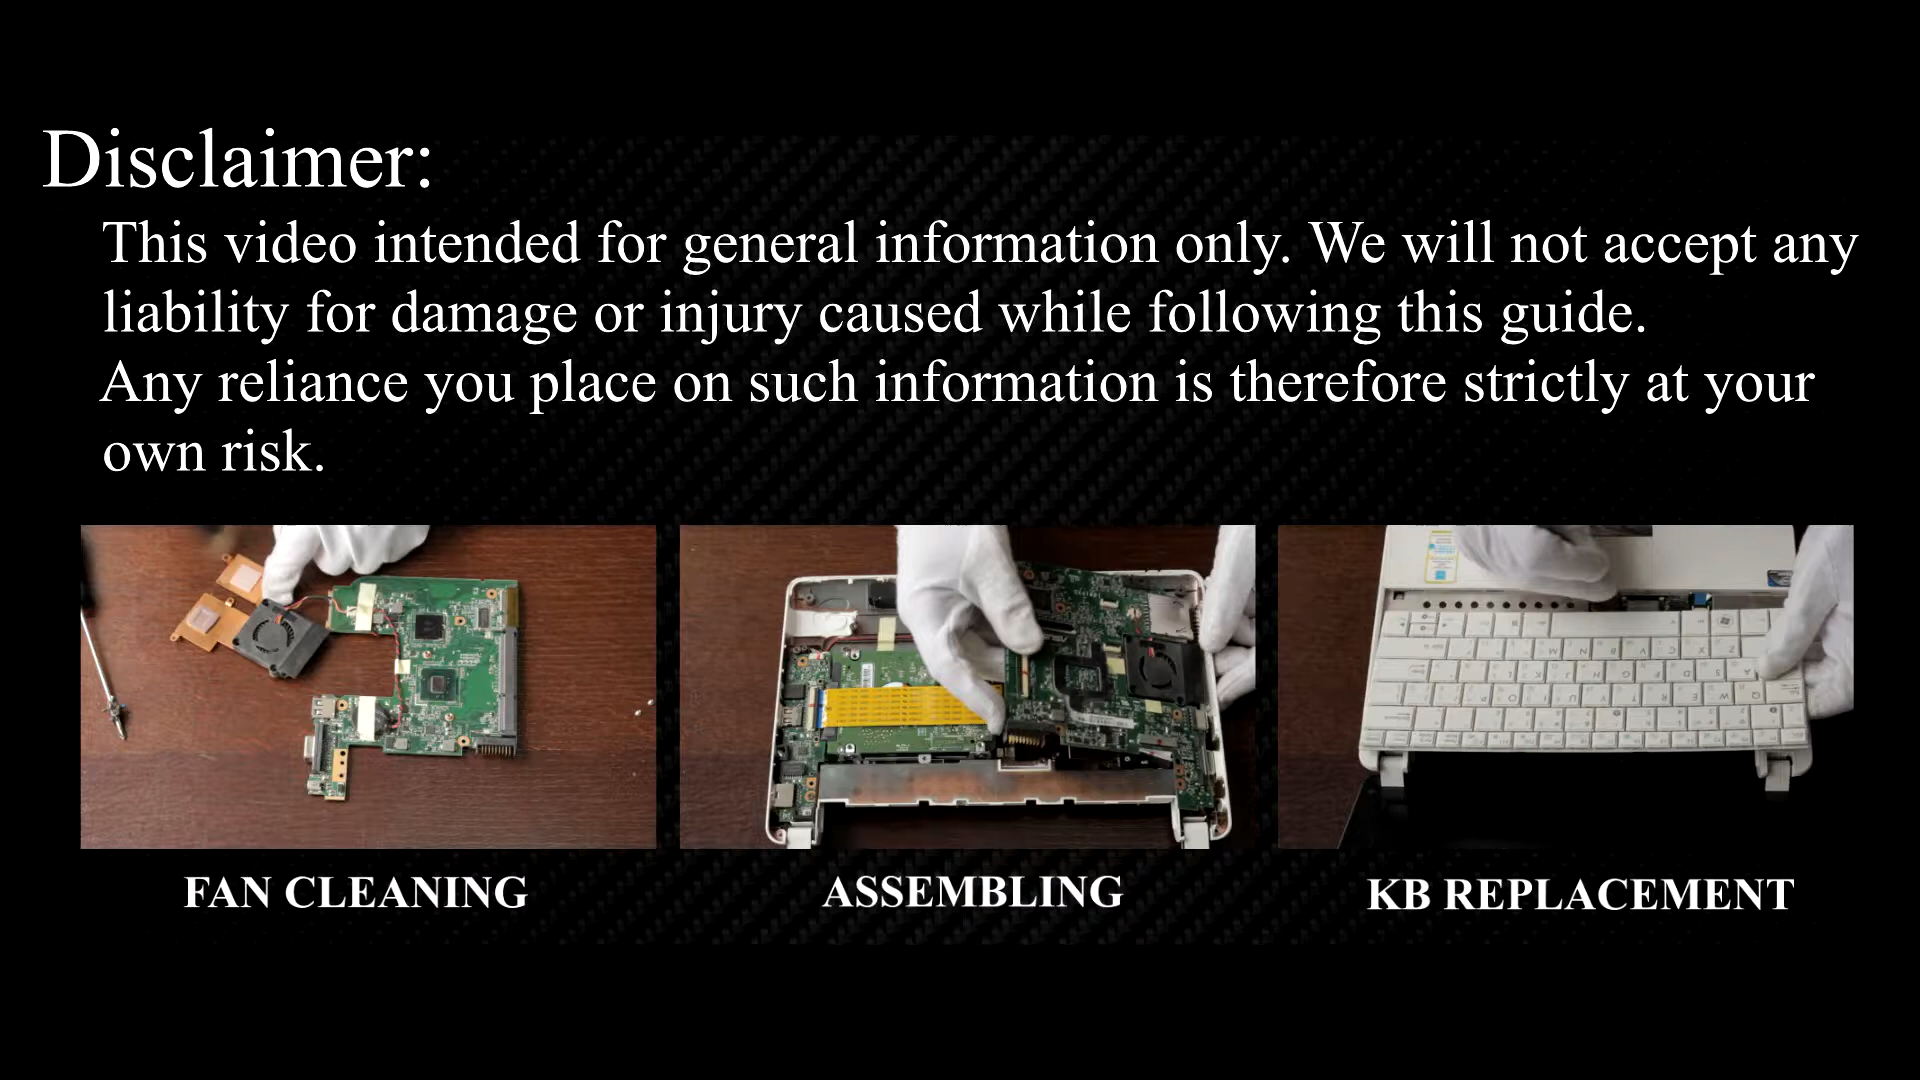 Disclaimer:
This video intended for general information only. We will not accept any
liability for damage or injury caused while following this guide.
Any reliance you place on such information is therefore strictly at your
own risk.
FAN CLEANING
ASSEMBLING
KB REPLACEMENT